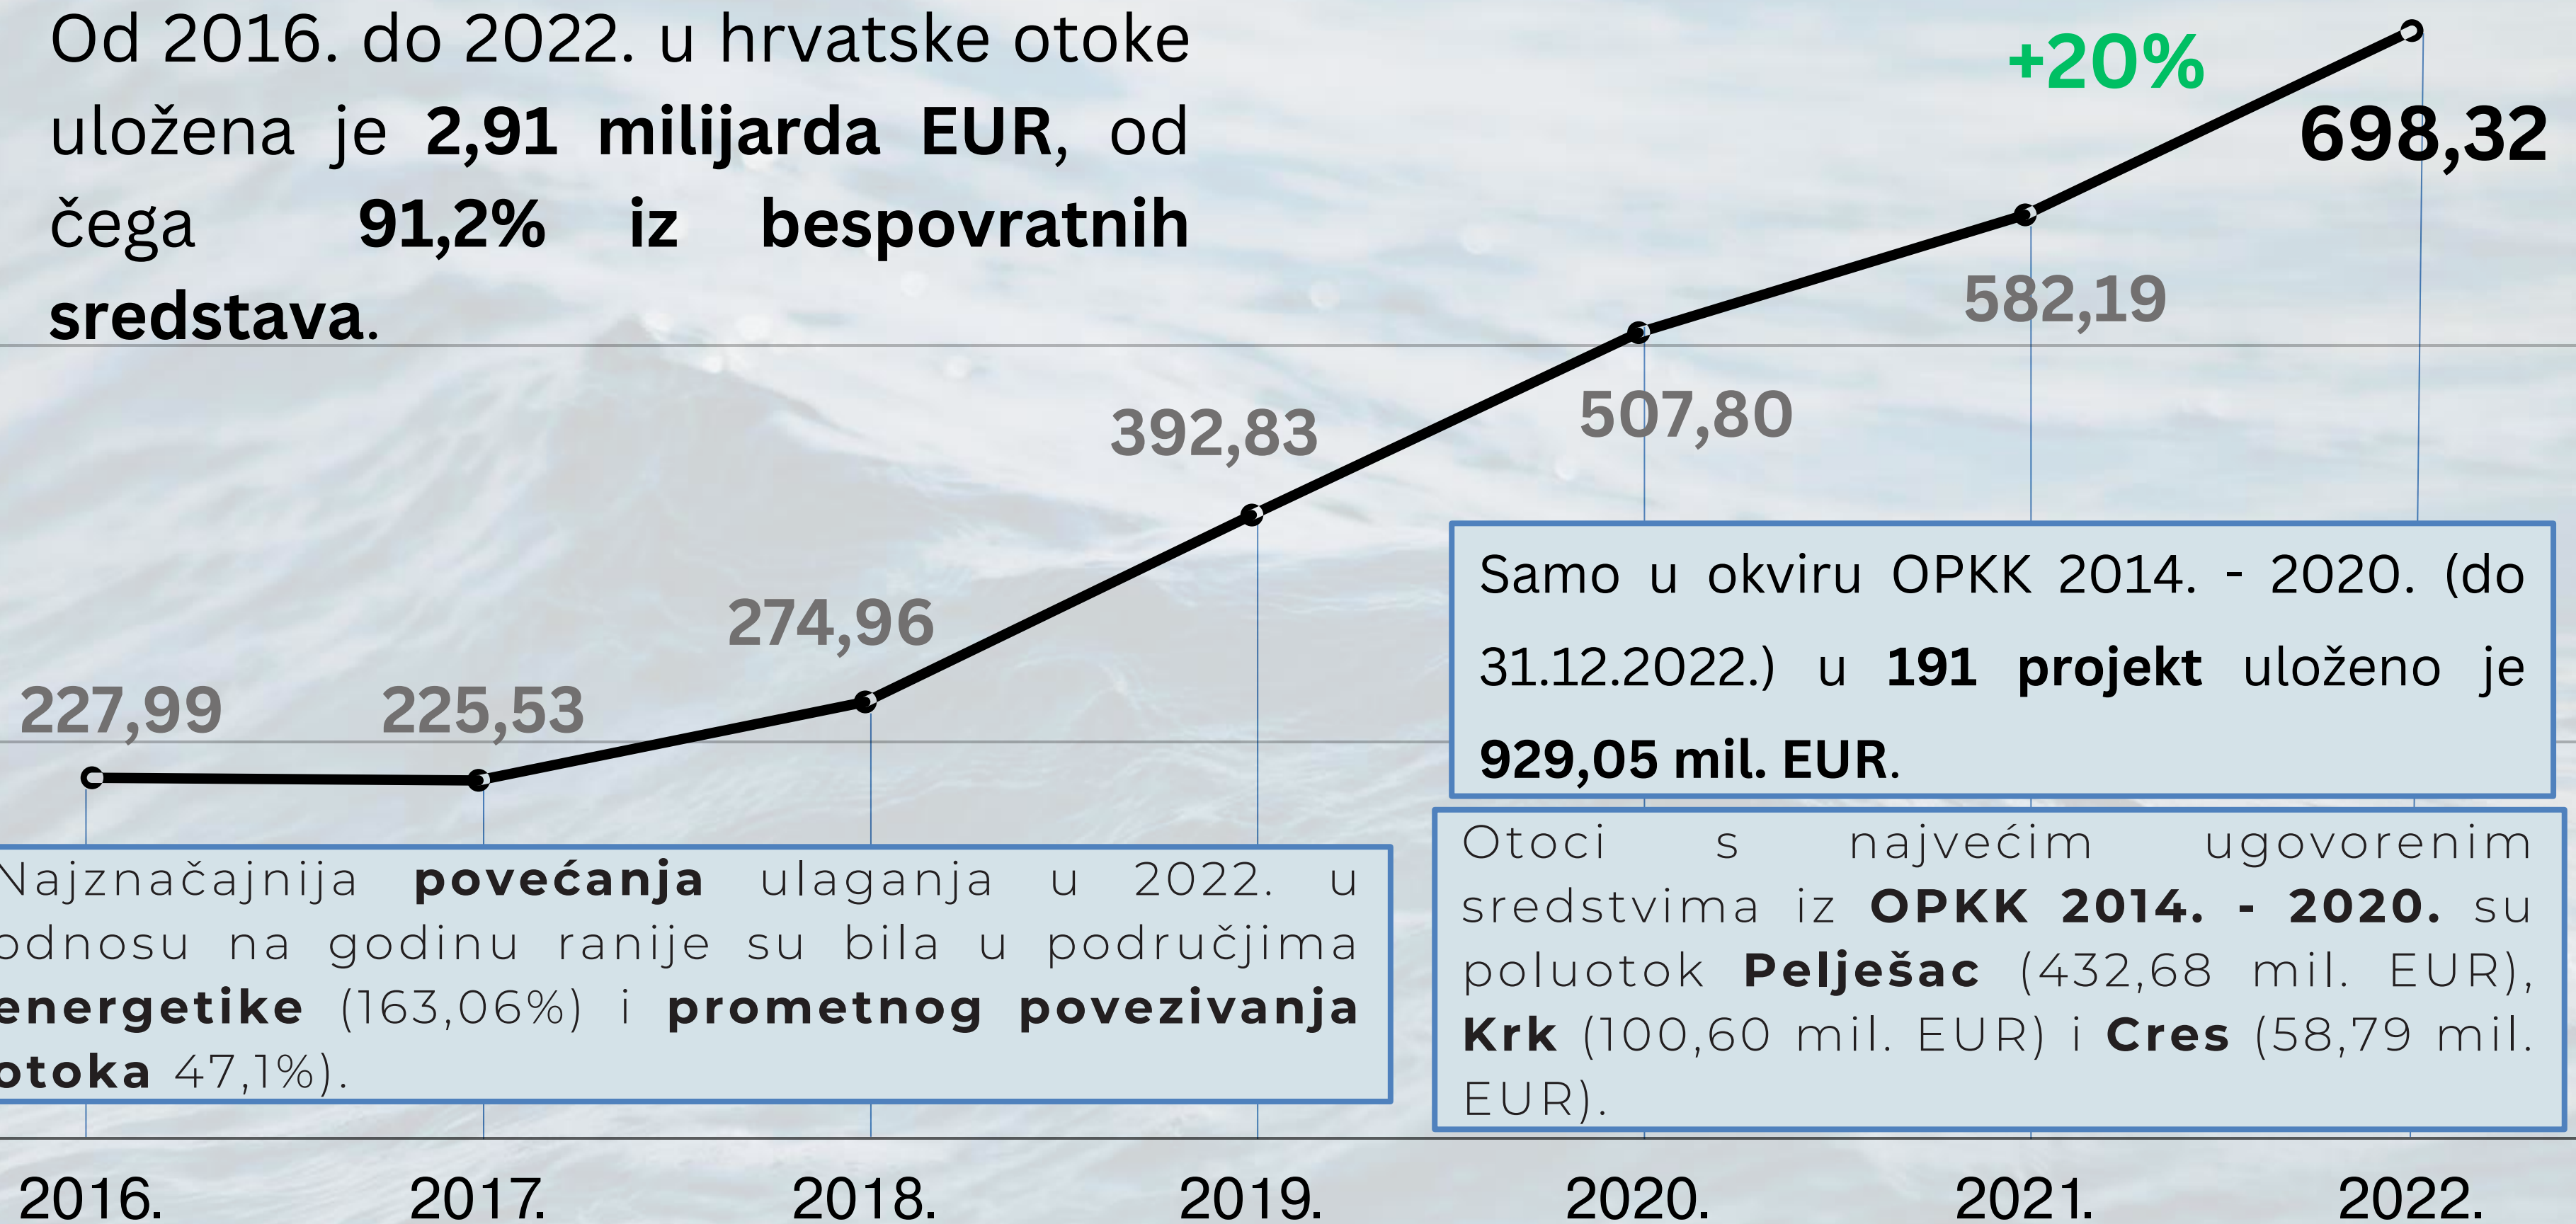 Od 2016. do 2022. u hrvatske otoke
uložena je 2,91 milijarda EUR, od
čega 91,2% iz bespovratnih
sredstava.
+20%
698,32
582,19
507,80
392,83
274,96
227,99
225,53
Samo u okviru OPKK 2014. - 2020. (do
31.12.2022.) u 191 projekt uloženo je
929,05 mil. EUR.
Najznačajnija povećanja ulaganja u 2022. u
odnosu na godinu ranije su bila u područjima
energetike (163,06%) i prometnog povezivanja
otoka 47,1%).
Otoci s najvećim ugovorenim
sredstvima iz OPKK 2014. - 2020. su
poluotok Pelješac (432,68 mil. EUR),
Krk (100,60 mil. EUR) i Cres (58,79 mil.
EUR).
2016.
2017.
2018.
2019.
2020.
2021.
2022.